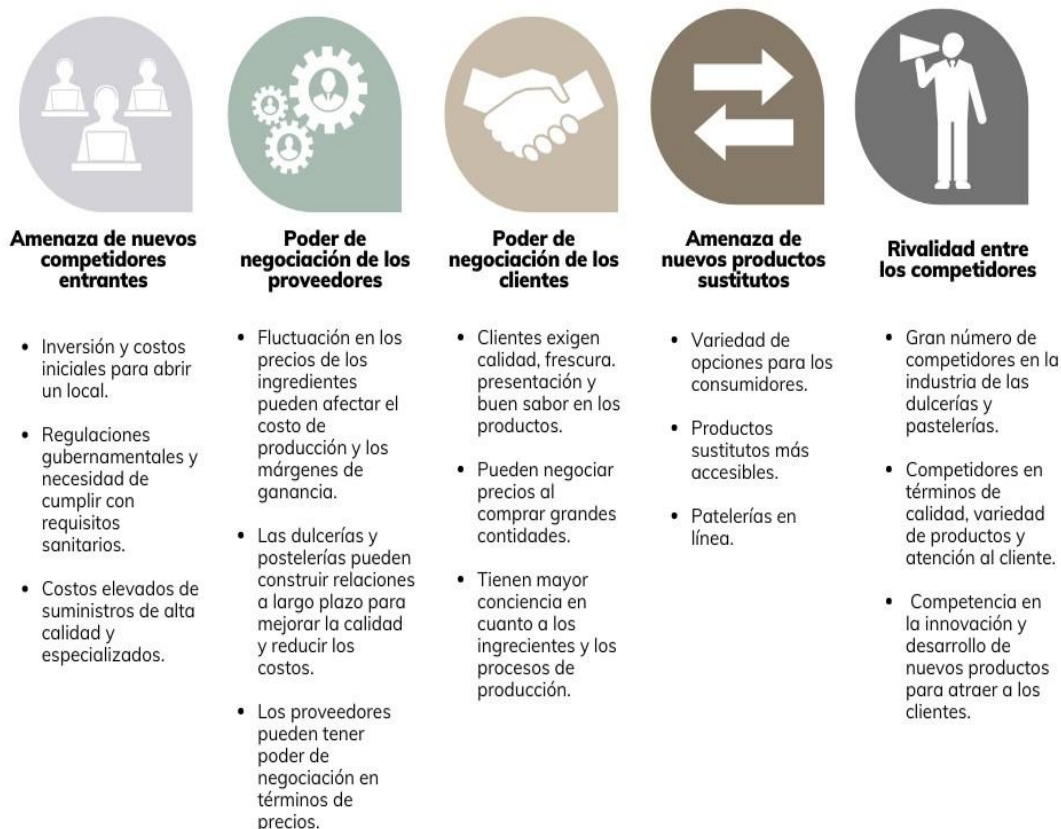 Amenaza de nuevos
competidores
entrantes
• Inversión y costos
iniciales para abrir
un local.
• Regulaciones
gubernamentales y
necesidad de
cumplir con
requisitos
sanitarios.
• Costos elevados de
suministros de alta
calidad y
especializados.
Poder de
negociación de los
proveedores
• Fluctuación en los
precios de los
ingredientes
pueden afectar el
costo de
producción y los
márgenes de
ganancia.
• Las dulcerías y
postelerías pueden
construir relaciones
a largo plazo para
mejorar la calidad
y reducir los
costos.
• Los proveedores
pueden tener
poder de
negociación en
términos de
precios.
Poder de
negociación de los
clientes
• Clientes exigen
calidad, frescura.
presentación y
buen sabor en los
productos.
• Pueden negociar
precios al
comprar grandes
contidades.
• Tienen mayor
conciencia en
cuanto a los
ingrecientes y los
procesos de
producción.
Amenaza de
nuevos productos
sustitutos
• Variedad de
opciones para los
consumidores.
• Productos
sustitutos más
accesibles.
• Patelerías en
línea.
Rivalidad entre
los competidores
• Gran número de
competidores en la
industria de las
dulcerías y
pastelerías.
• Competidores en
términos de
calidad, variedad
de productos y
atención al cliente.
• Competencia en
la innovación y
desarrollo de
nuevos productos
para atraer a los
clientes.